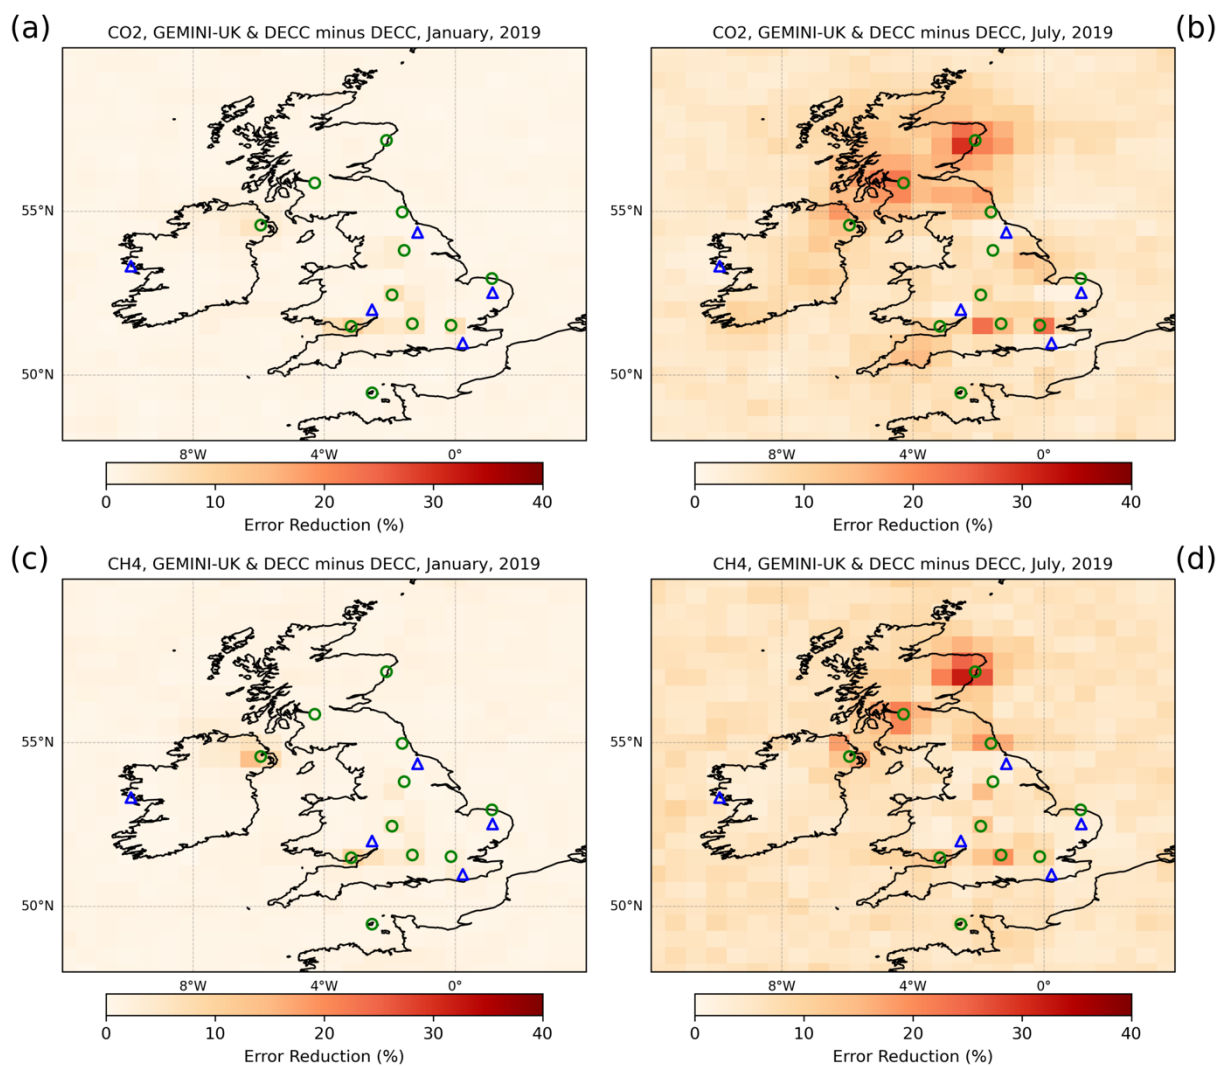 (a)
CO2, GEMINI-UK & DECC minus DECC, January, 2019
CO2, GEMINI-UK & DECC minus DECC, July, 2019
(b)
55°N
55°N
50°N
50°N
8°W 4°W 0°
8°W 4°W 0°
0 10 20 30 40
0 10 20 30 40
Error Reduction (%)
Error Reduction (%)
(c)
CH4, GEMINI-UK & DECC minus DECC, January, 2019
CH4, GEMINI-UK & DECC minus DECC, July, 2019
(d)
55°N
55°N
50°N
50°N
8°W 4°W 0°
8°W 4°W 0°
0 10 20 30 40
0 10 20 30 40
Error Reduction (%)
Error Reduction (%)